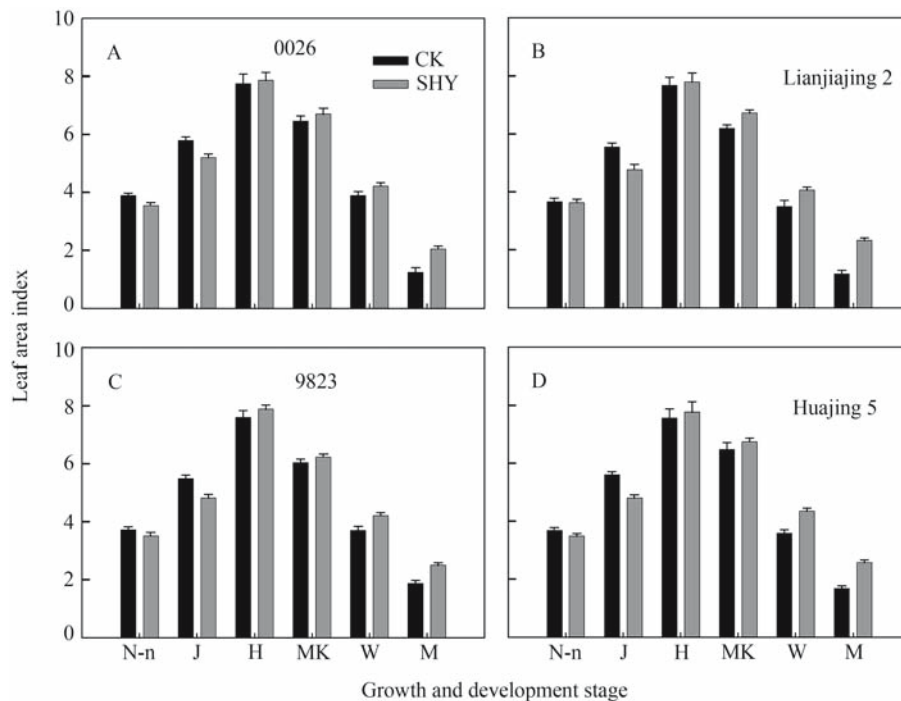 10
8
6
4
2
0
A
0026
CK
SHY
B
Lianjiajing 2
Leaf area index
10
8
6
4
2
0
C
9823
D
Huajing 5
N-n J H MK W M
N-n J H MK W M
Growth and development stage